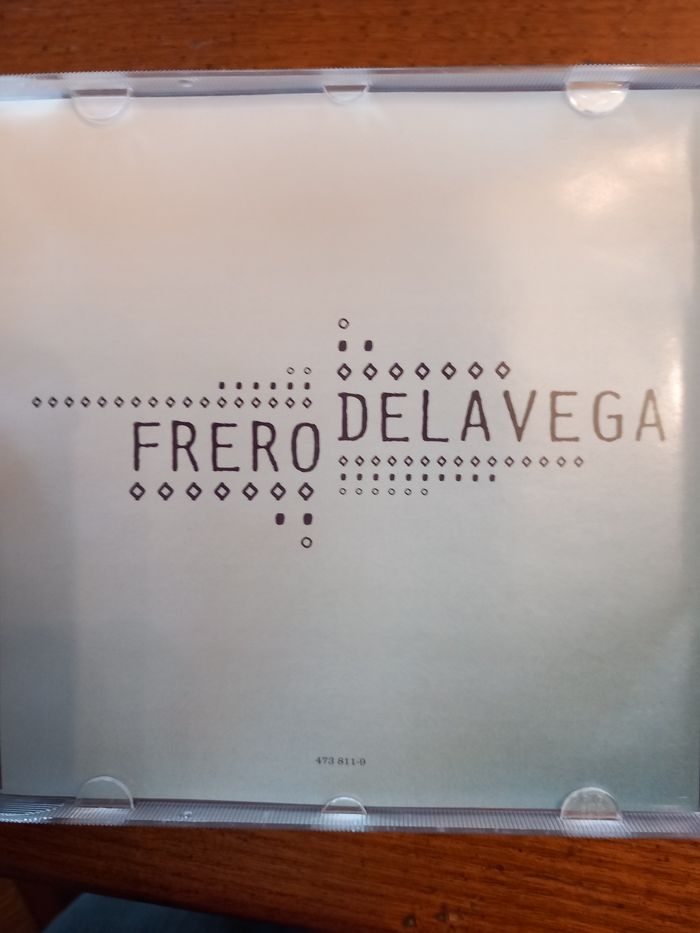 FRERO DELAVEGA
473 811-9